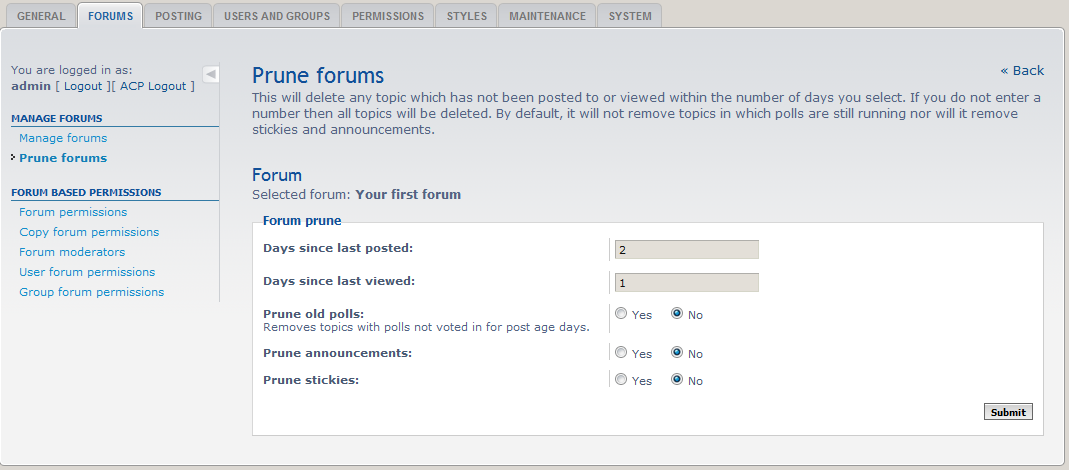 GENERAL FORUMS POSTING USERS AND GROUPS PERMISSIONS STYLES MAINTENANCE SYSTEM
You are logged in as:
admin [ Logout ][ ACP Logout ]
MANAGE FORUMS
Manage forums
Prune forums
FORUM BASED PERMISSIONS
Forum permissions
Copy forum permissions
Forum moderators
User forum permissions
Group forum permissions
« Back
Prune forums
This will delete any topic which has not been posted to or viewed within the number of days you select. If you do not enter a
number then all topics will be deleted. By default, it will not remove topics in which polls are still running nor will it remove
stickies and announcements.
Forum
Selected forum: Your first forum
Forum prune
Days since last posted: 2
Days since last viewed: 1
Prune old polls: Yes No
Removes topics with polls not voted in for post age days.
Prune announcements: Yes No
Prune stickies: Yes No
Submit